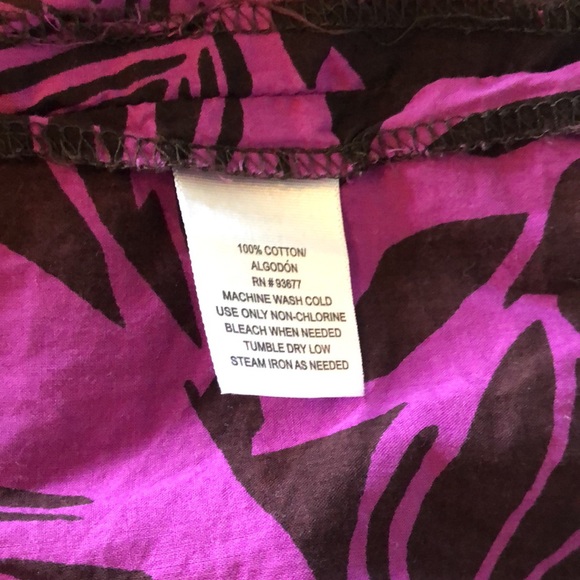 100% COTTON/
ALGODÓN
RN # 93677
MACHINE WASH COLD
USE ONLY NON-CHLORINE
BLEACH WHEN NEEDED
TUMBLE DRY LOW
STEAM IRON AS NEEDED